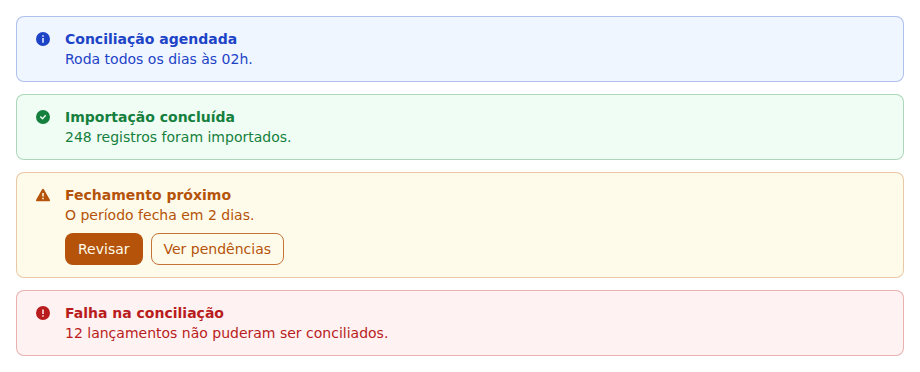 Conciliação agendada
Roda todos os dias às 02h.
Importação concluída
248 registros foram importados.
Fechamento próximo
O período fecha em 2 dias.
Revisar Ver pendências
Falha na conciliação
12 lançamentos não puderam ser conciliados.